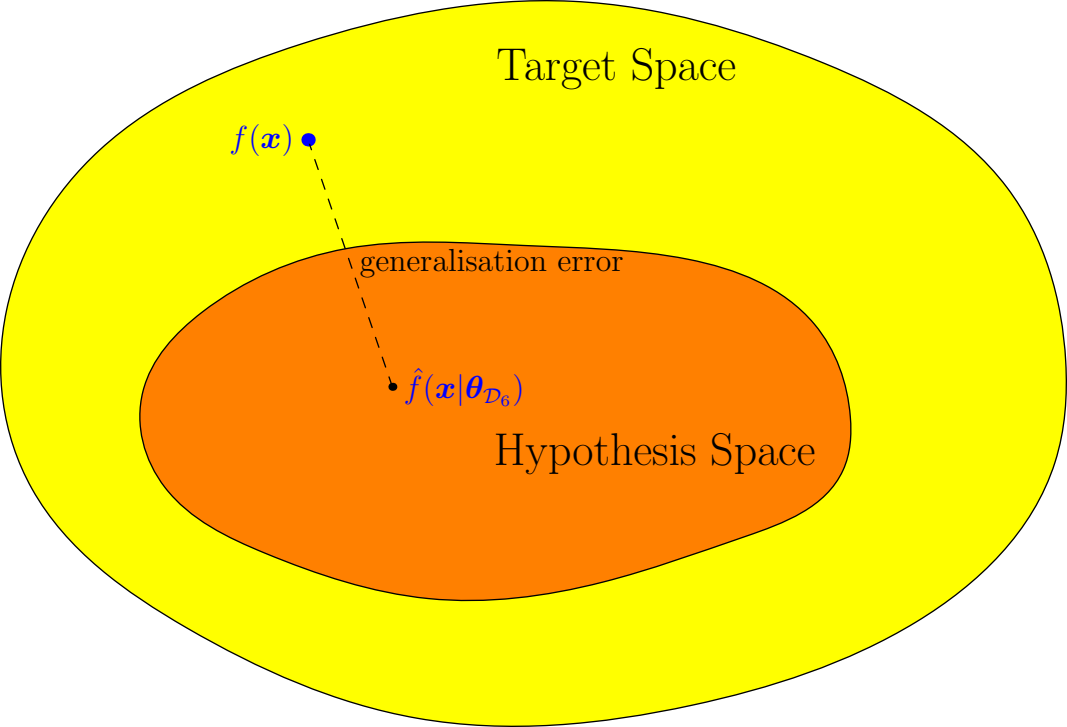 Target Space
f(x)
generalisation error
f̂(x|θ_𝒟₆)
Hypothesis Space